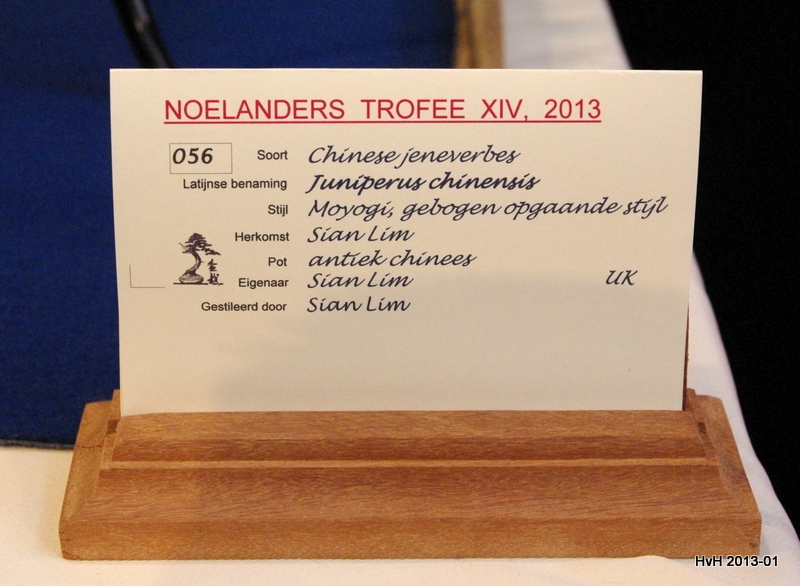 NOELANDERS TROFEE XIV, 2013
056 Soort Chinese jeneverbes
Latijnse benaming Juniperus chinensis
Stijl Moyogi, gebogen opgaande stijl
Herkomst Sian Lim
Pot antiek chinees
Eigenaar Sian Lim UK
Gestileerd door Sian Lim
HvH 2013-01